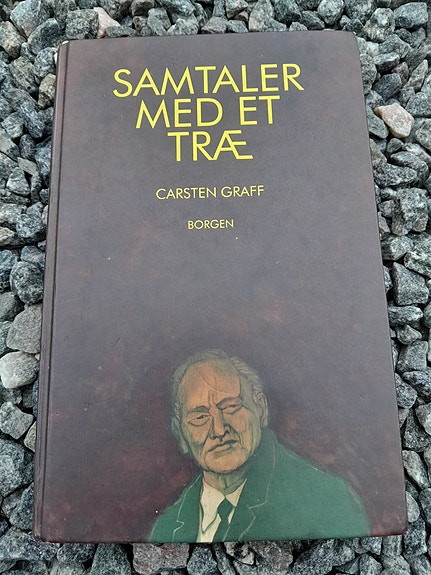 SAMTALER
MED ET
TRÆ
CARSTEN GRAFF
BORGEN